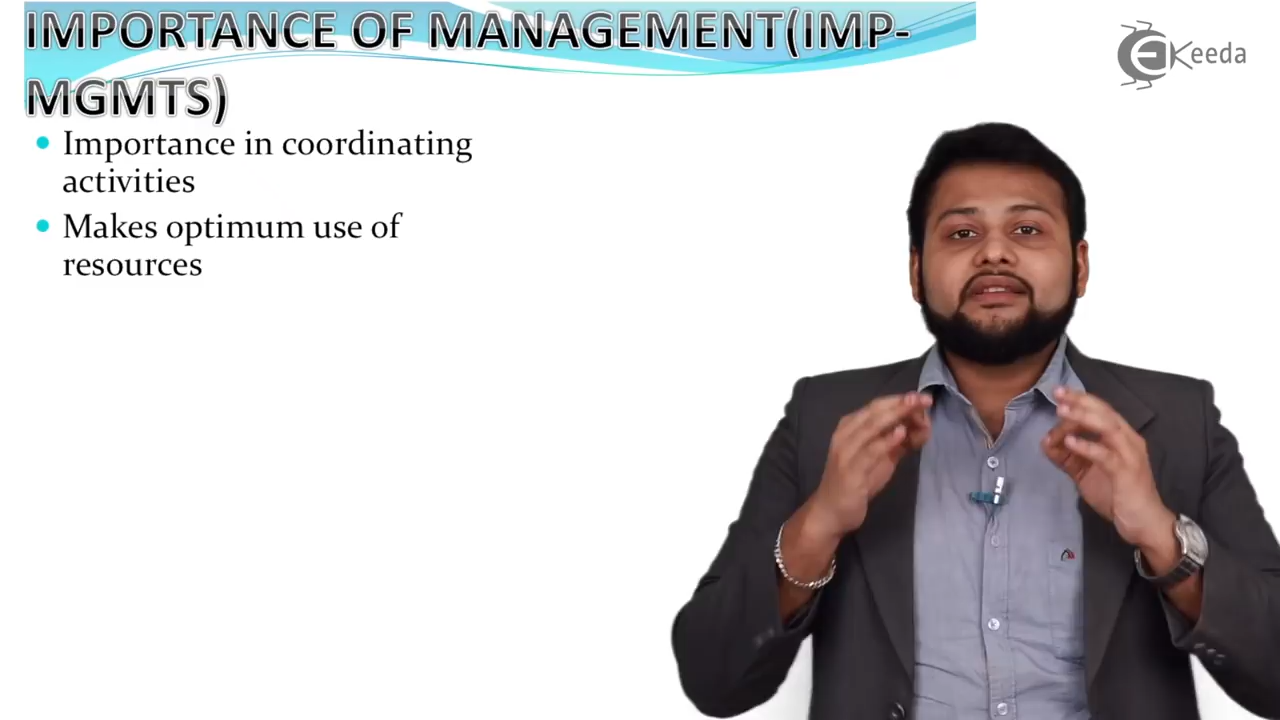 IMPORTANCE OF MANAGEMENT(IMP-
MGMTS)
Importance in coordinating
activities
Makes optimum use of
resources
eKeeda